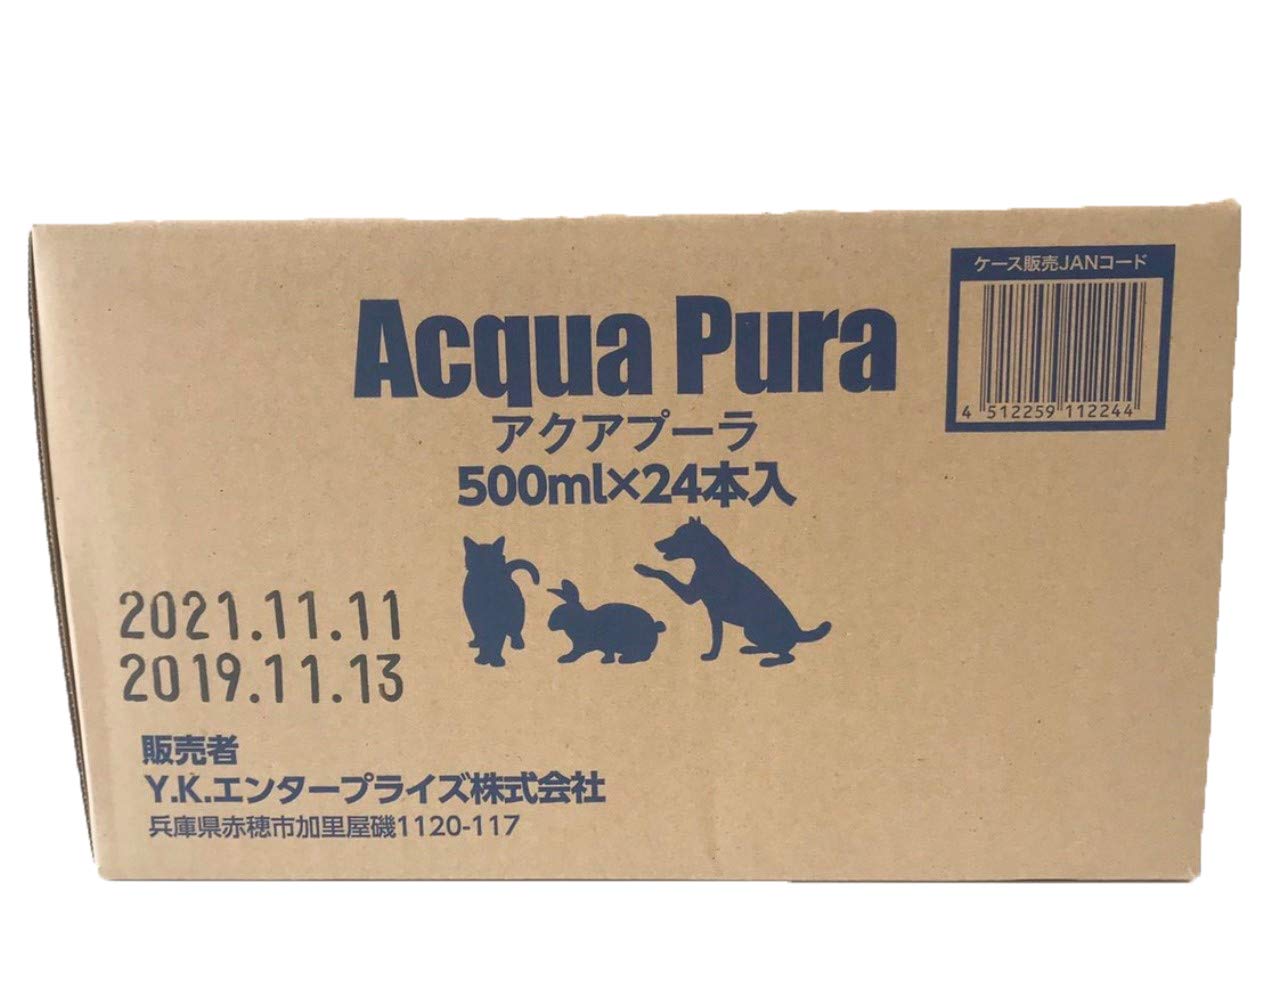 ケース販売JANコード
4 512259 112244
Acqua Pura
アクアプーラ
500ml×24本入
2021.11.11
2019.11.13
販売者
Y.K.エンタープライズ株式会社
兵庫県赤穂市加里屋磯1120-117